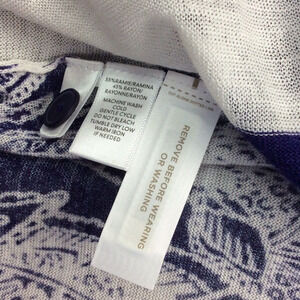 55%RAMIE/RAMINA
45% RAYON/
RAYONNE/RAYON
MACHINE WASH
COLD
GENTLE CYCLE
DO NOT BLEACH
TUMBLE DRY LOW
WARM IRON
IF NEEDED
REMOVE BEFORE WEARING
OR WASHING